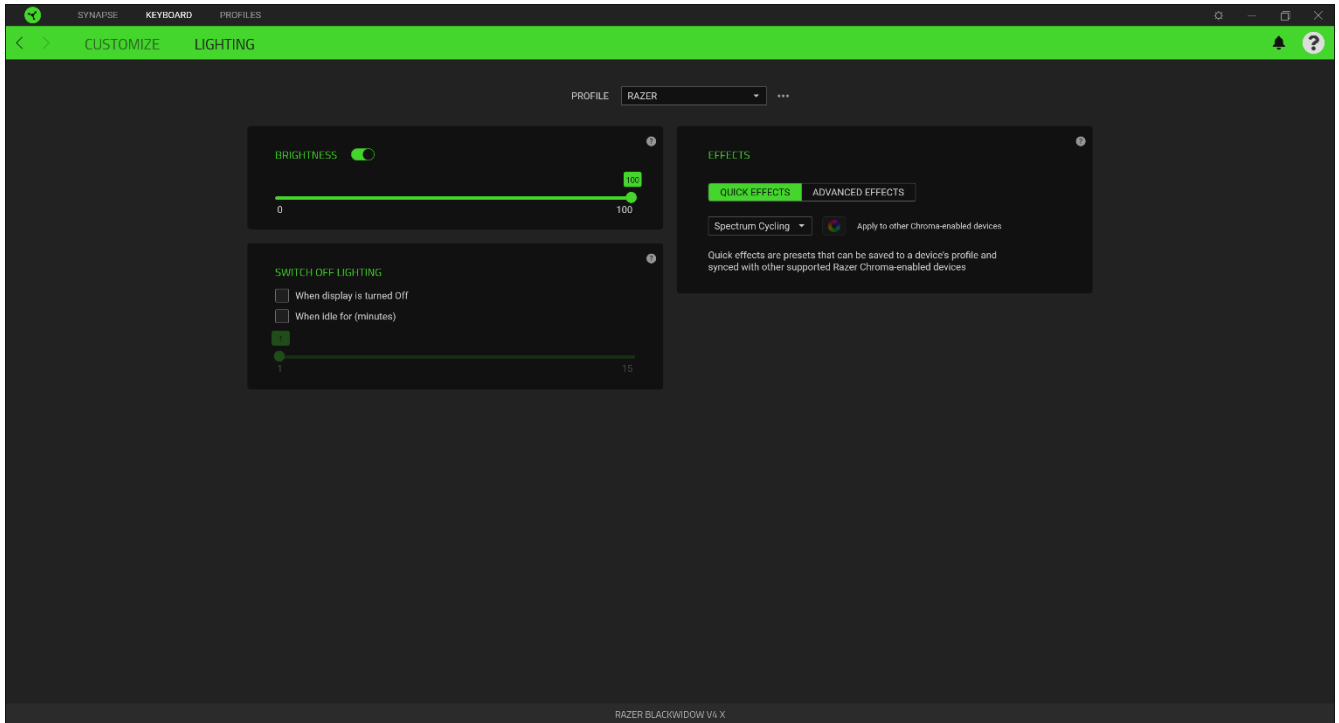 SYNAPSE KEYBOARD PROFILES
CUSTOMIZE LIGHTING
PROFILE RAZER
BRIGHTNESS
100
0 100
SWITCH OFF LIGHTING
When display is turned Off
When idle for (minutes)
1
1 15
EFFECTS
QUICK EFFECTS ADVANCED EFFECTS
Spectrum Cycling Apply to other Chroma-enabled devices
Quick effects are presets that can be saved to a device's profile and
synced with other supported Razer Chroma-enabled devices
RAZER BLACKWIDOW V4 X